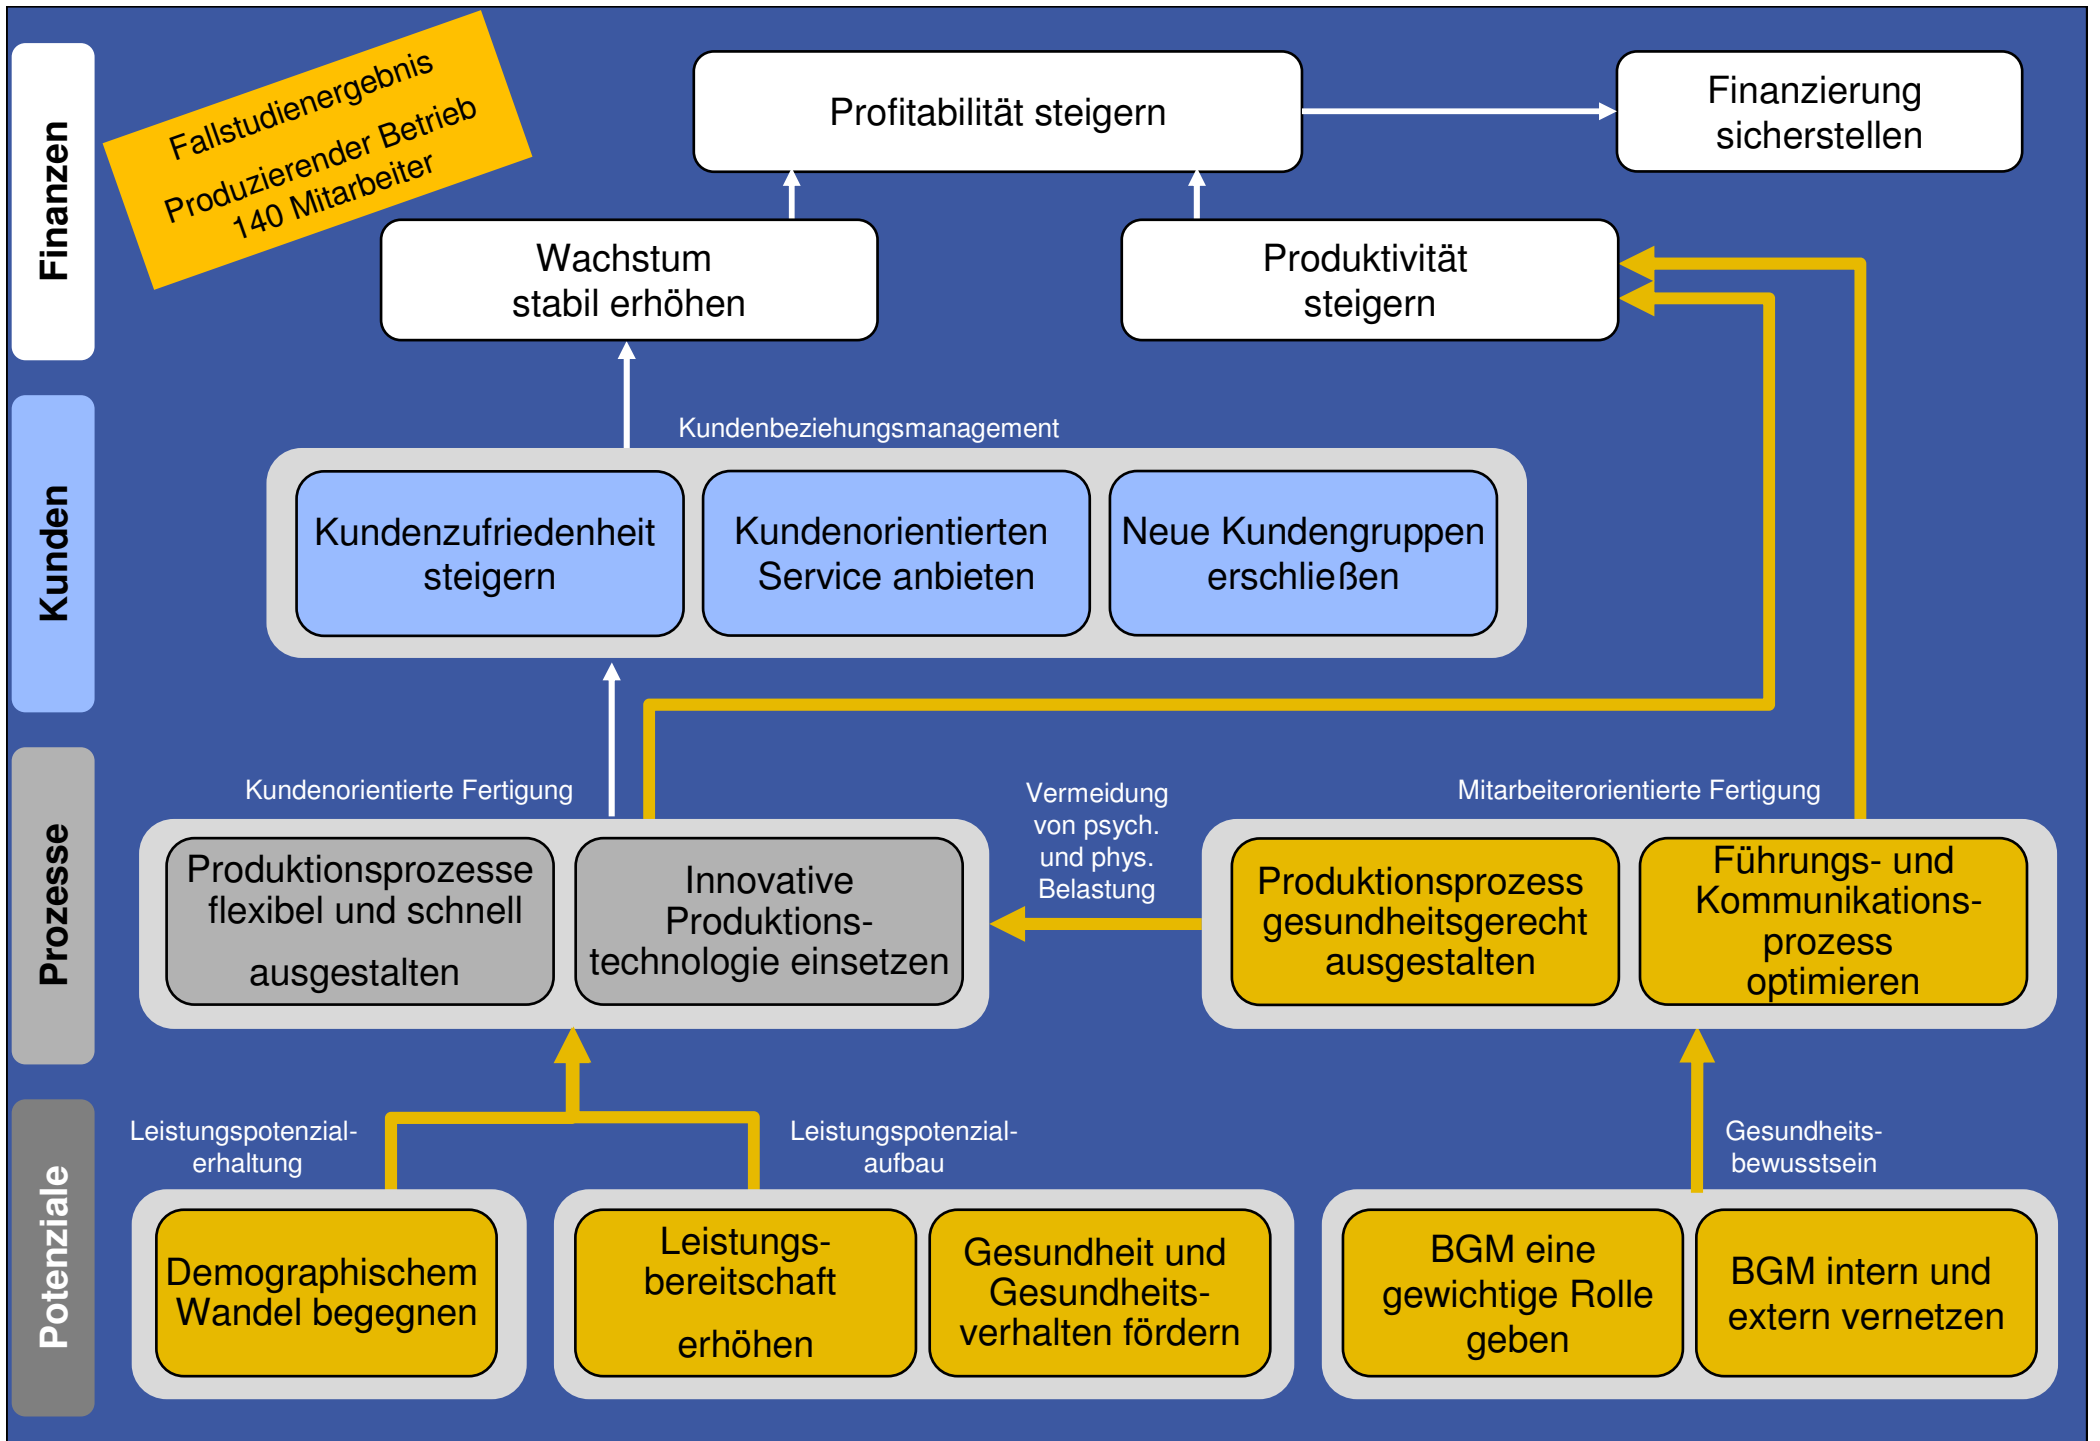 Finanzen
Fallstudienergebnis
Produzierender Betrieb
140 Mitarbeiter
Profitabilität steigern
Finanzierung
sicherstellen
Wachstum
stabil erhöhen
Produktivität
steigern
Kunden
Kundenbeziehungsmanagement
Kundenzufriedenheit
steigern
Kundenorientierten
Service anbieten
Neue Kundengruppen
erschließen
Prozesse
Kundenorientierte Fertigung
Produktionsprozesse
flexibel und schnell
ausgestalten
Innovative
Produktions-
technologie einsetzen
Vermeidung
von psych.
und phys.
Belastung
Mitarbeiterorientierte Fertigung
Produktionsprozess
gesundheitsgerecht
ausgestalten
Führungs- und
Kommunikations-
prozess
optimieren
Potenziale
Leistungspotenzial-
erhaltung
Demographischem
Wandel begegnen
Leistungspotenzial-
aufbau
Leistungs-
bereitschaft
erhöhen
Gesundheit und
Gesundheits-
verhalten fördern
Gesundheits-
bewusstsein
BGM eine
gewichtige Rolle
geben
BGM intern und
extern vernetzen